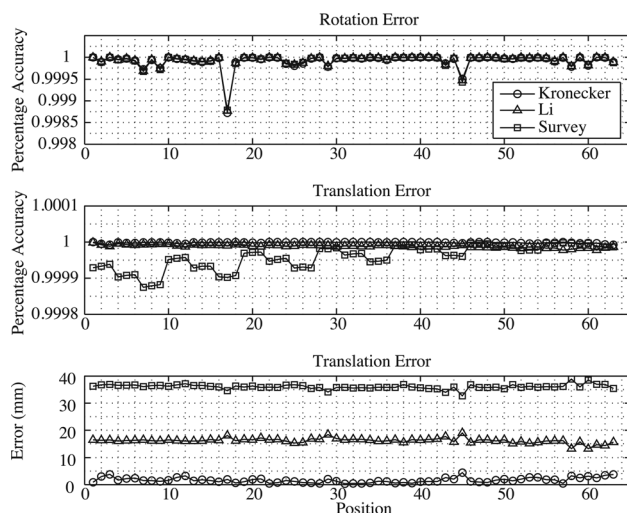 Rotation Error
Percentage Accuracy
1
0.9995
0.999
0.9985
0.998
0 10 20 30 40 50 60
Kronecker
Li
Survey
Translation Error
Percentage Accuracy
1.0001
1
0.9999
0.9998
0 10 20 30 40 50 60
Translation Error
Error (mm)
40
30
20
10
0
0 10 20 30 40 50 60
Position